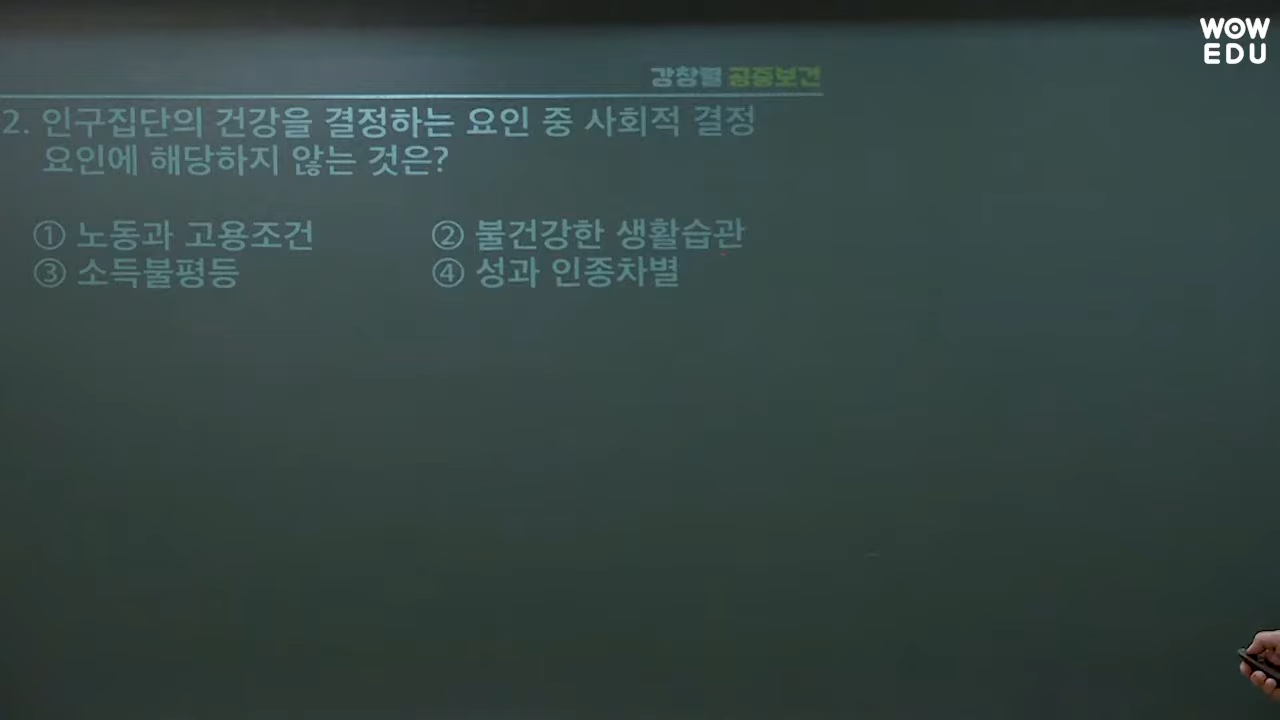 WOW
EDU
강창렬 공중보건
2. 인구집단의 건강을 결정하는 요인 중 사회적 결정
요인에 해당하지 않는 것은?
① 노동과 고용조건
② 불건강한 생활습관
③ 소득불평등
④ 성과 인종차별